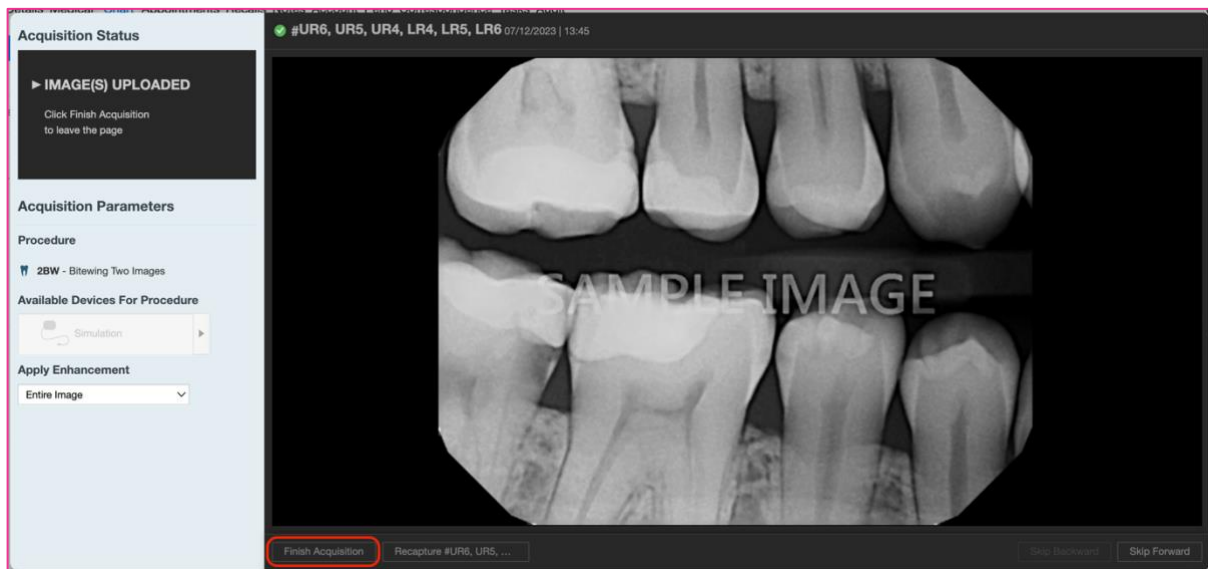 Acquisition Status
► IMAGE(S) UPLOADED
Click Finish Acquisition
to leave the page
Acquisition Parameters
Procedure
2BW - Bitewing Two Images
Available Devices For Procedure
Simulation
Apply Enhancement
Entire Image
#UR6, UR5, UR4, LR4, LR5, LR6 07/12/2023 | 13:45
SAMPLE IMAGE
Finish Acquisition
Recapture #UR6, UR5, ...
Skip Backward
Skip Forward